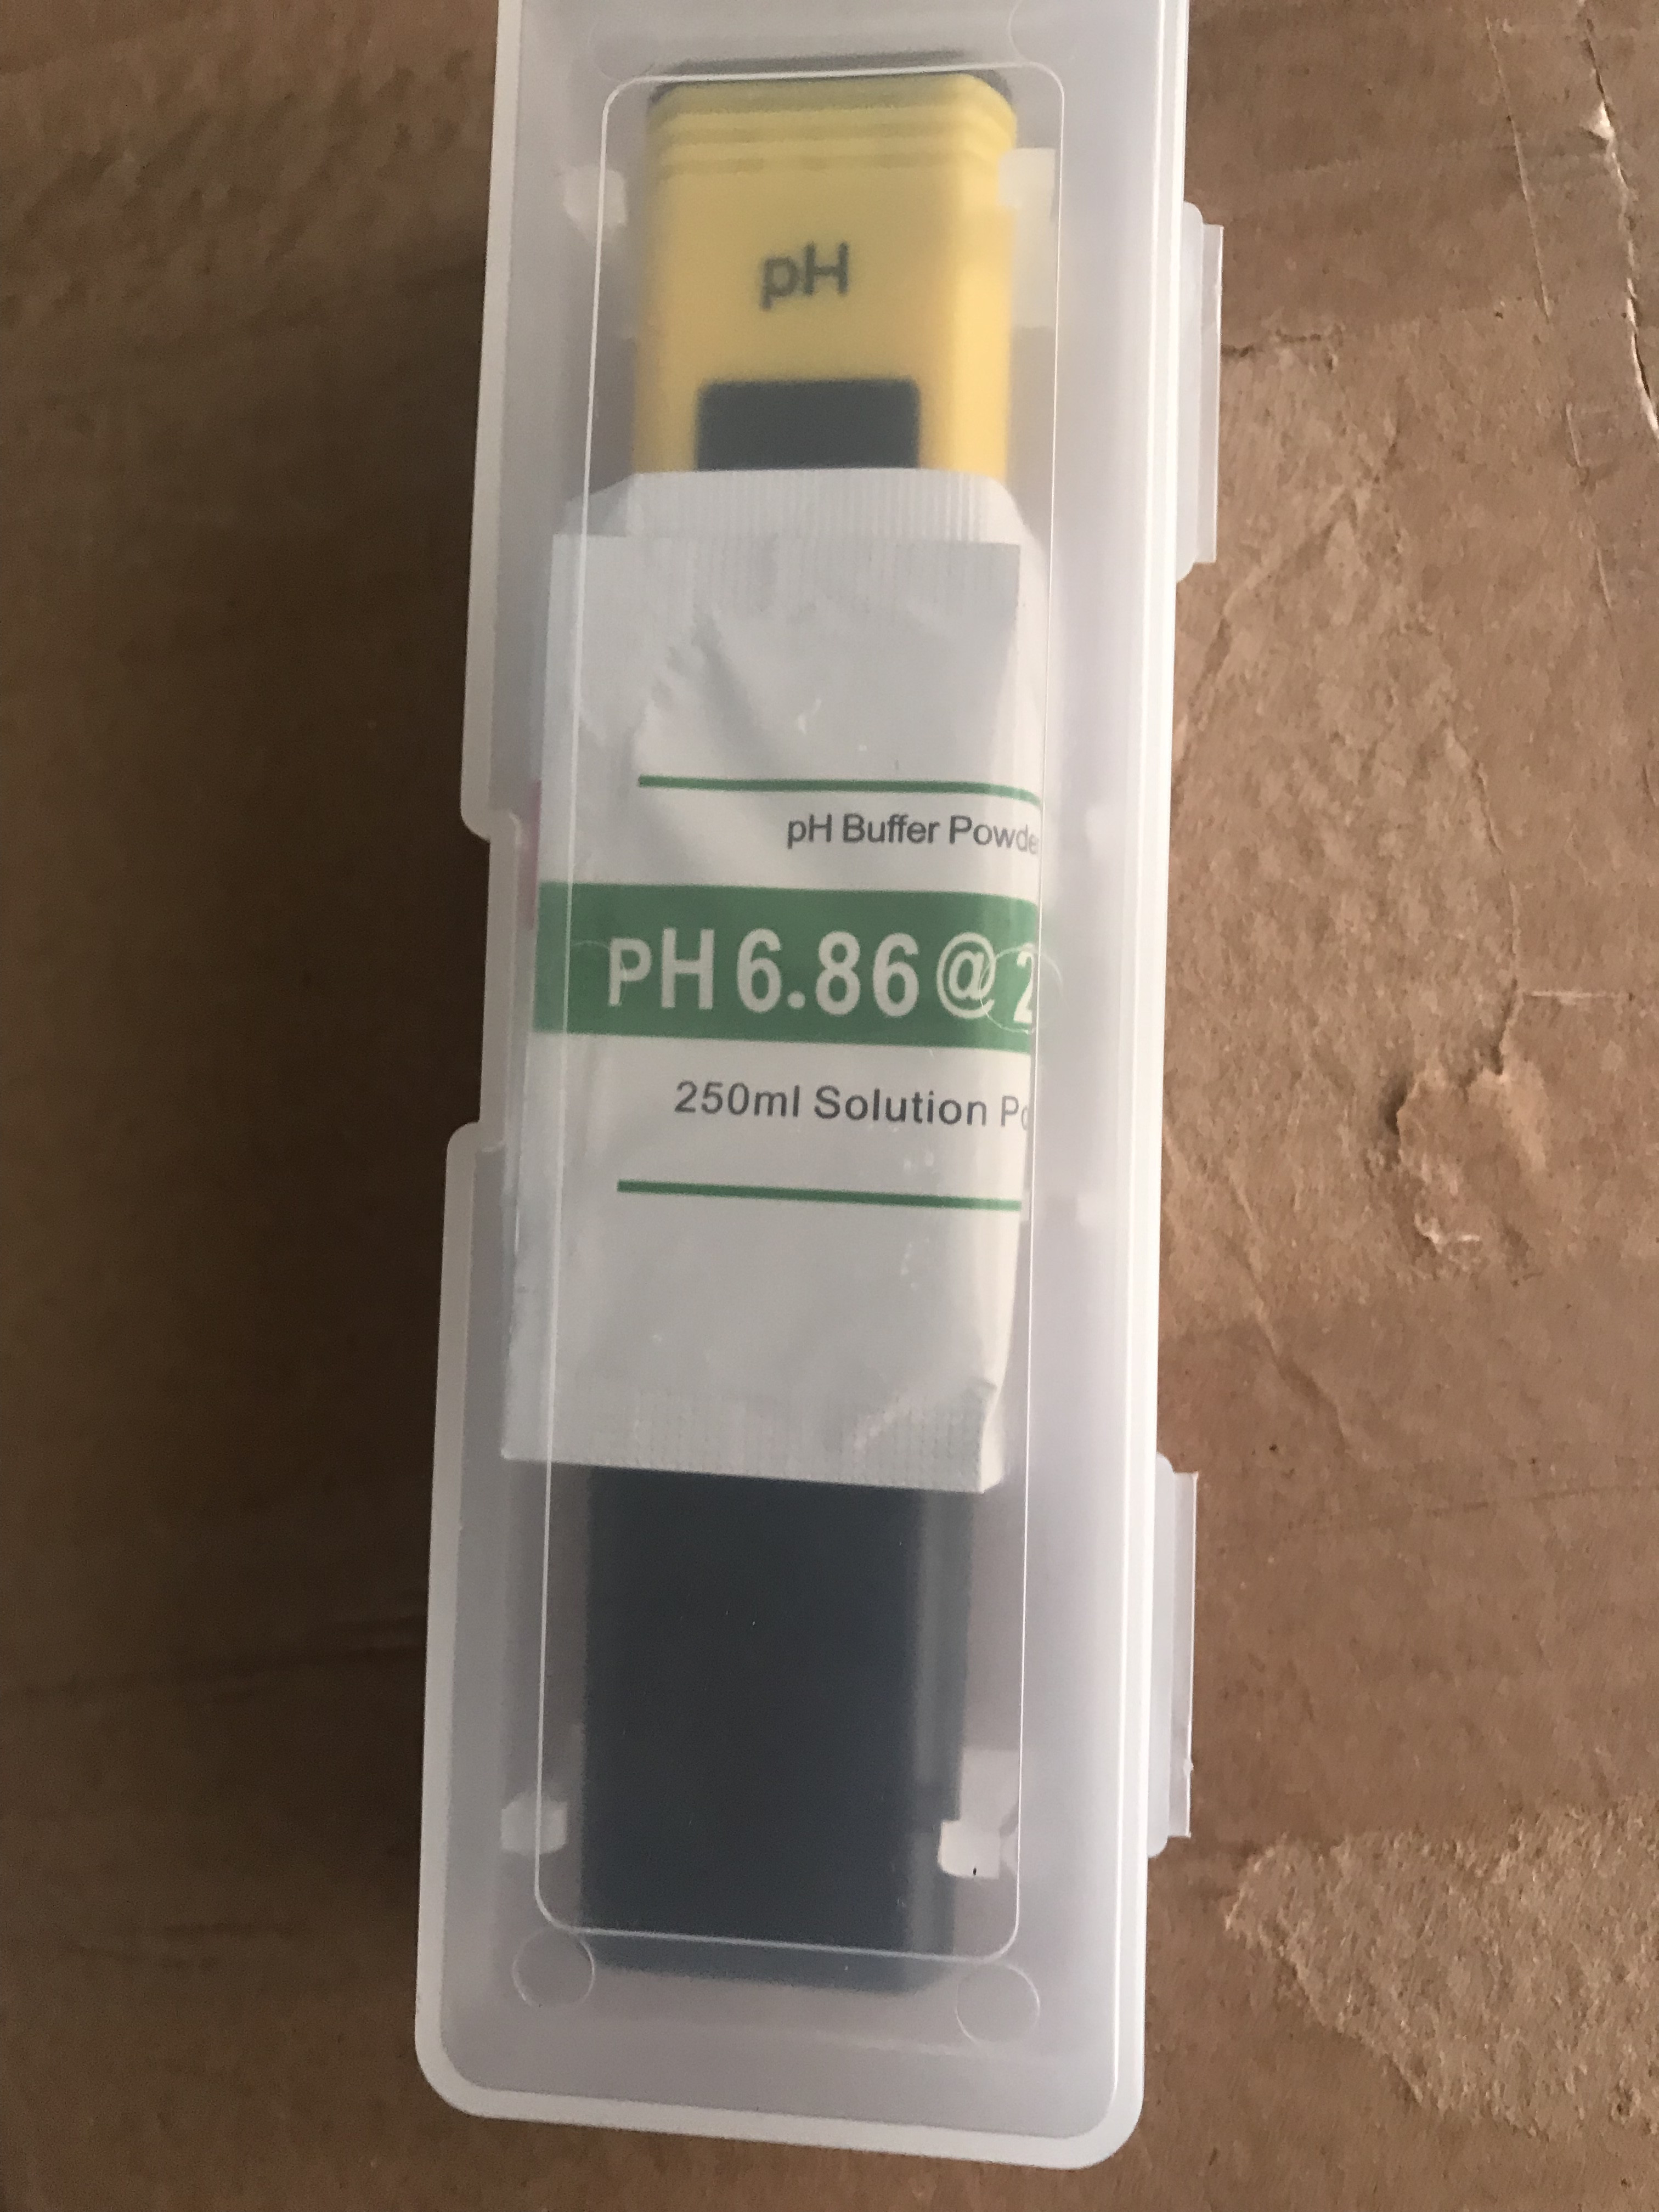 pH
pH Buffer Powde
PH 6.86 @ 2
250ml Solution Po